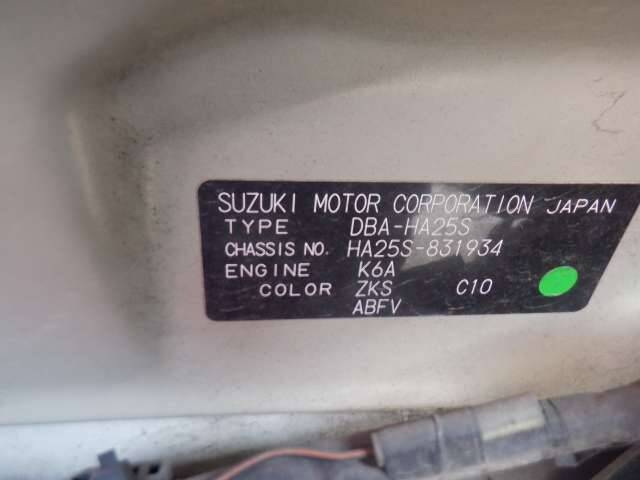 SUZUKI MOTOR CORPORATION JAPAN
TYPE DBA-HA25S
CHASSIS NO. HA25S-831934
ENGINE K6A
COLOR ZKS C10
ABFV